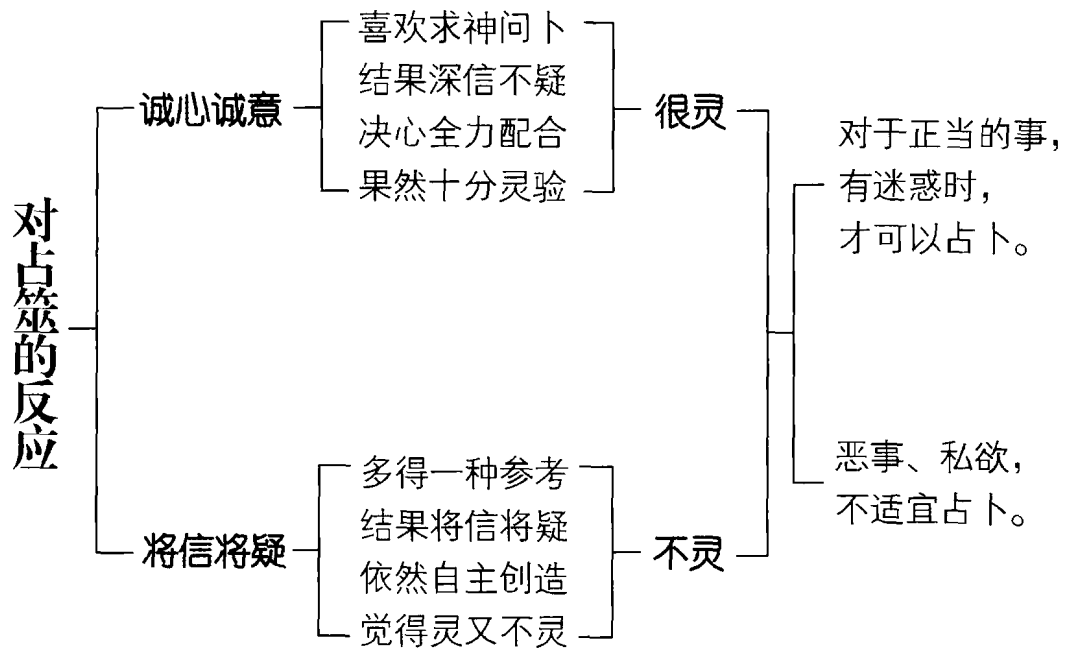 对占筮的反应
诚心诚意
喜欢求神问卜
结果深信不疑
决心全力配合
果然十分灵验
很灵
将信将疑
多得一种参考
结果将信将疑
依然自主创造
觉得灵又不灵
不灵
对于正当的事，
有迷惑时，
才可以占卜。
恶事、私欲，
不适宜占卜。